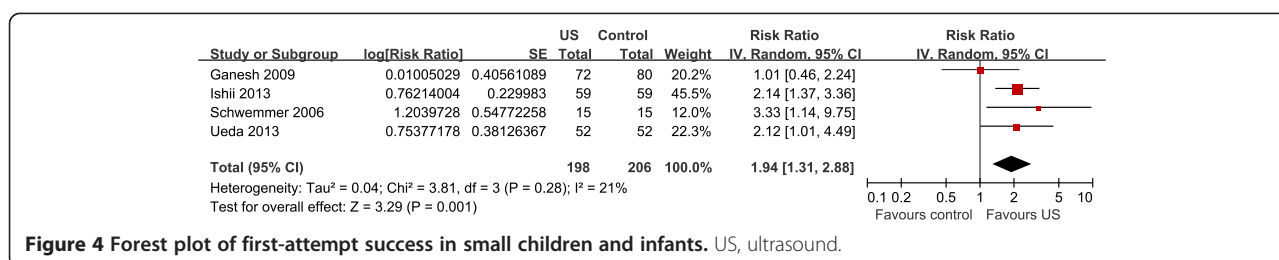 US Control Risk Ratio Risk Ratio
Study or Subgroup log[Risk Ratio] SE Total Total Weight IV, Random, 95% CI IV, Random, 95% CI
Ganesh 2009 0.01005029 0.40561089 72 80 20.2% 1.01 [0.46, 2.24]
Ishii 2013 0.76214004 0.229983 59 59 45.5% 2.14 [1.37, 3.36]
Schwemmer 2006 1.2039728 0.54772258 15 15 12.0% 3.33 [1.14, 9.75]
Ueda 2013 0.75377178 0.38126367 52 52 22.3% 2.12 [1.01, 4.49]
Total (95% CI) 198 206 100.0% 1.94 [1.31, 2.88]
Heterogeneity: Tau² = 0.04; Chi² = 3.81, df = 3 (P = 0.28); I² = 21%
Test for overall effect: Z = 3.29 (P = 0.001)
0.1 0.2 0.5 1 2 5 10
Favours control Favours US
Figure 4 Forest plot of first-attempt success in small children and infants. US, ultrasound.